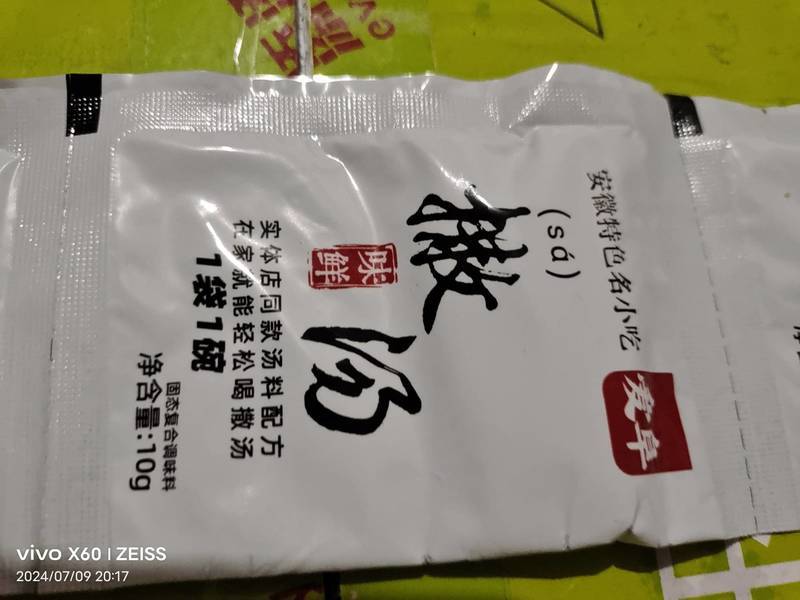 安徽特色名小吃
爱阜
(sá)
撒汤
味鲜
实体店同款汤料配方
在家就能轻松喝撒汤
1袋1碗
固态复合调味料
净含量:10g
vivo X60 | ZEISS
2024/07/09 20:17